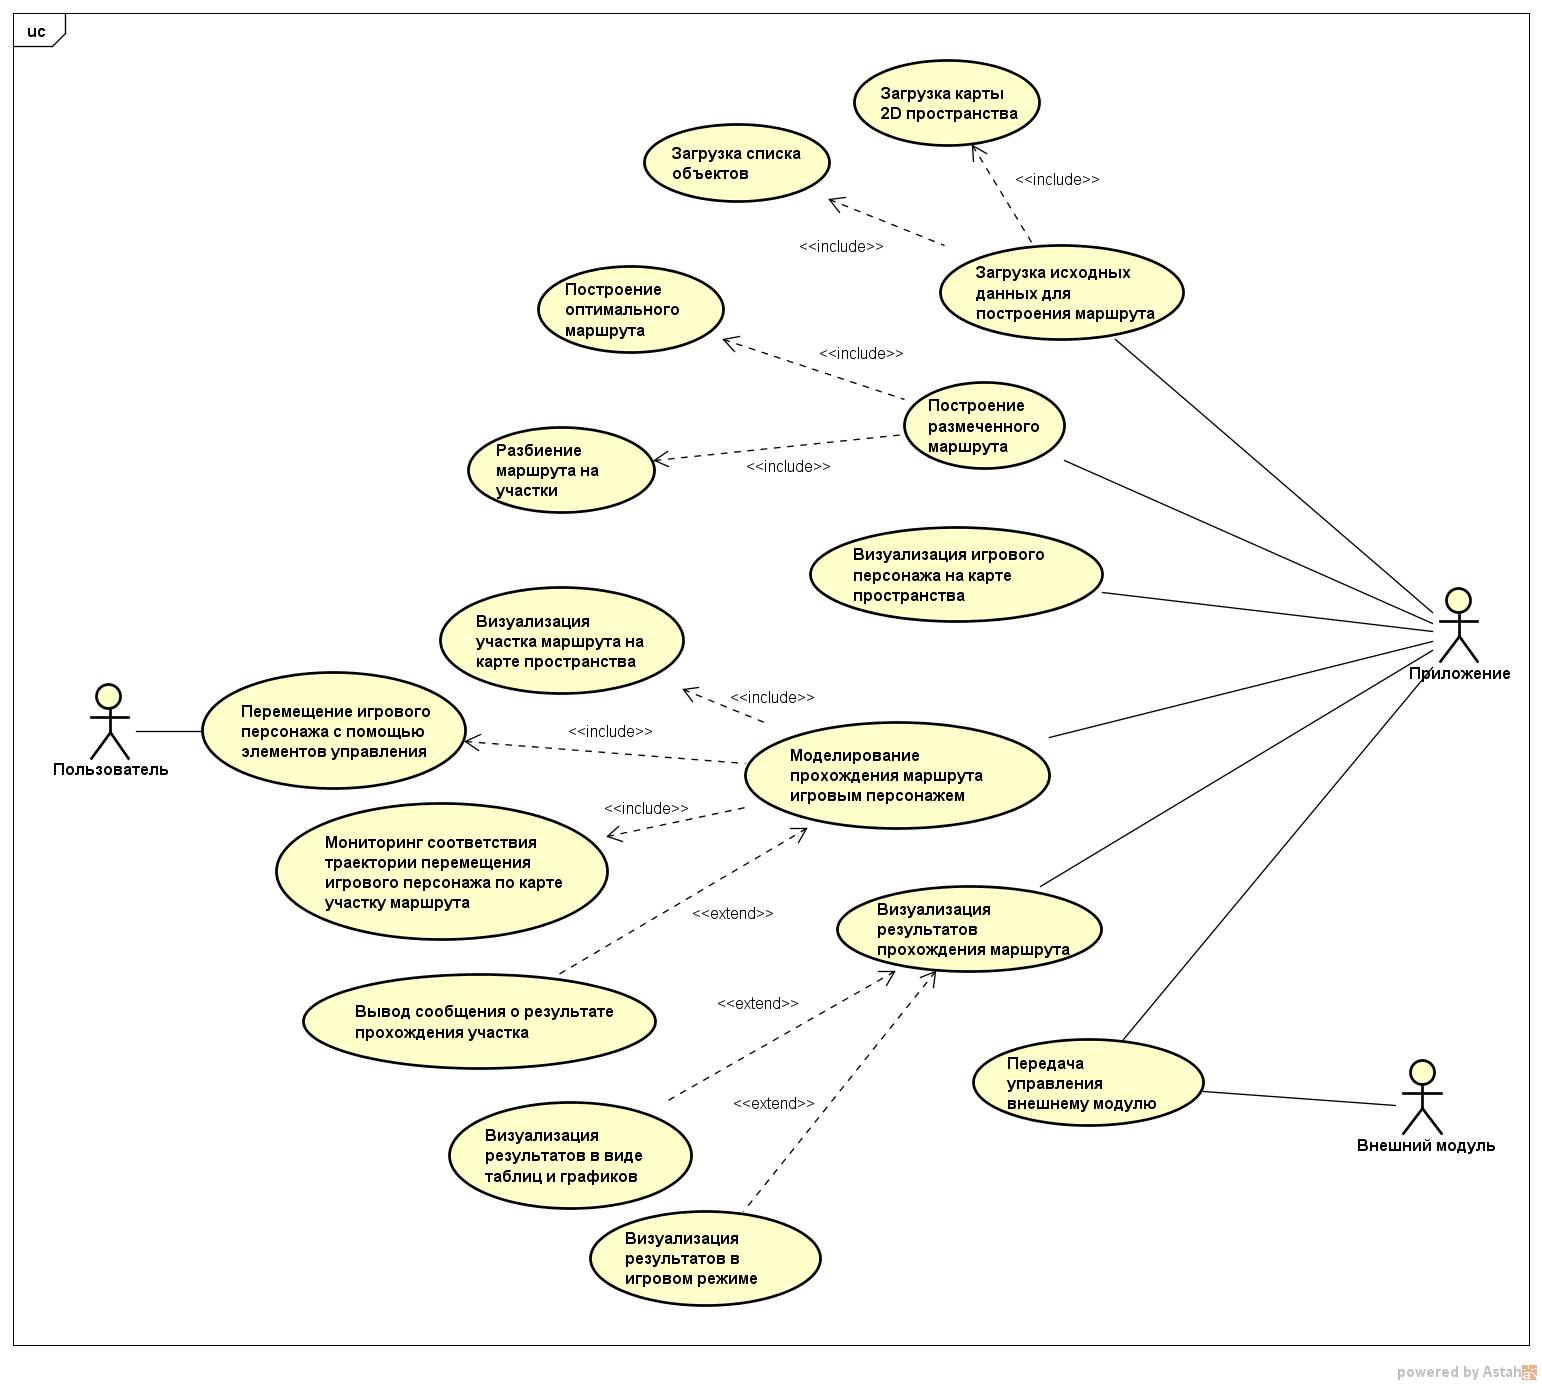 uc
Загрузка карты
2D пространства
Загрузка списка
объектов
<<include>>
<<include>>
Загрузка исходных
данных для
построения маршрута
Построение
оптимального
маршрута
<<include>>
Построение
размеченного
маршрута
Разбиение
маршрута на
участки
<<include>>
Визуализация игрового
персонажа на карте
пространства
Визуализация
участка маршрута на
карте пространства
Приложение
<<include>>
Перемещение игрового
персонажа с помощью
элементов управления
<<include>>
Пользователь
Моделирование
прохождения маршрута
игровым персонажем
<<include>>
Мониторинг соответствия
траектории перемещения
игрового персонажа по карте
участку маршрута
<<extend>>
Визуализация
результатов
прохождения маршрута
Вывод сообщения о результате
прохождения участка
<<extend>>
Передача
управления
внешнему модулю
<<extend>>
Внешний модуль
Визуализация
результатов в виде
таблиц и графиков
Визуализация
результатов в
игровом режиме
powered by Astah